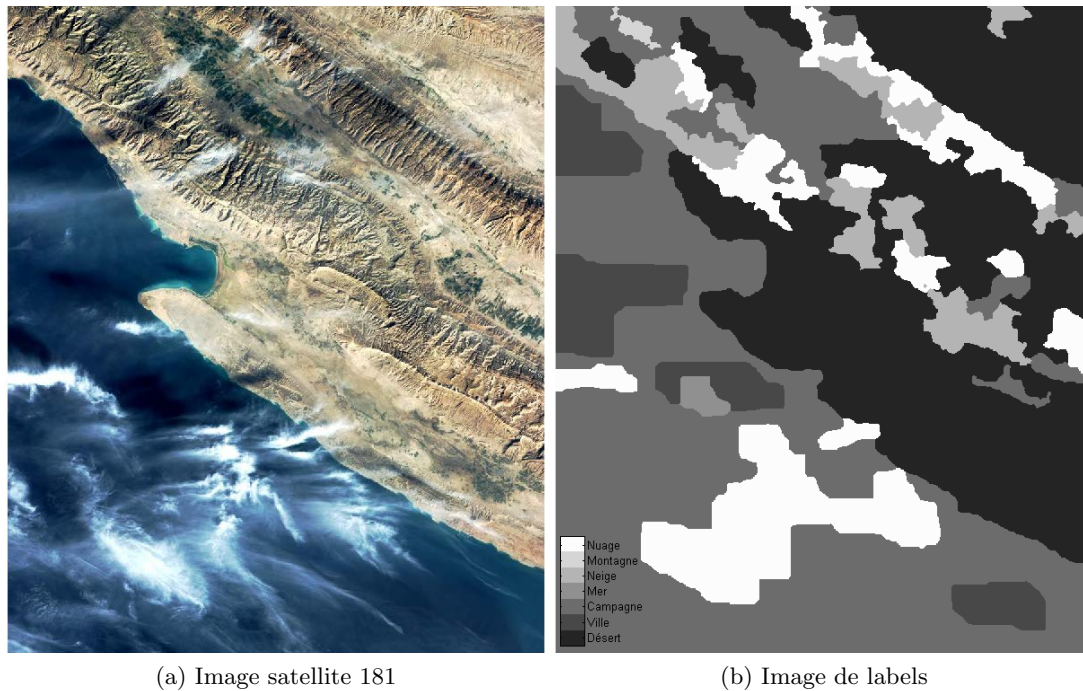 Nuage
Montagne
Neige
Mer
Campagne
Ville
Désert
(a) Image satellite 181
(b) Image de labels